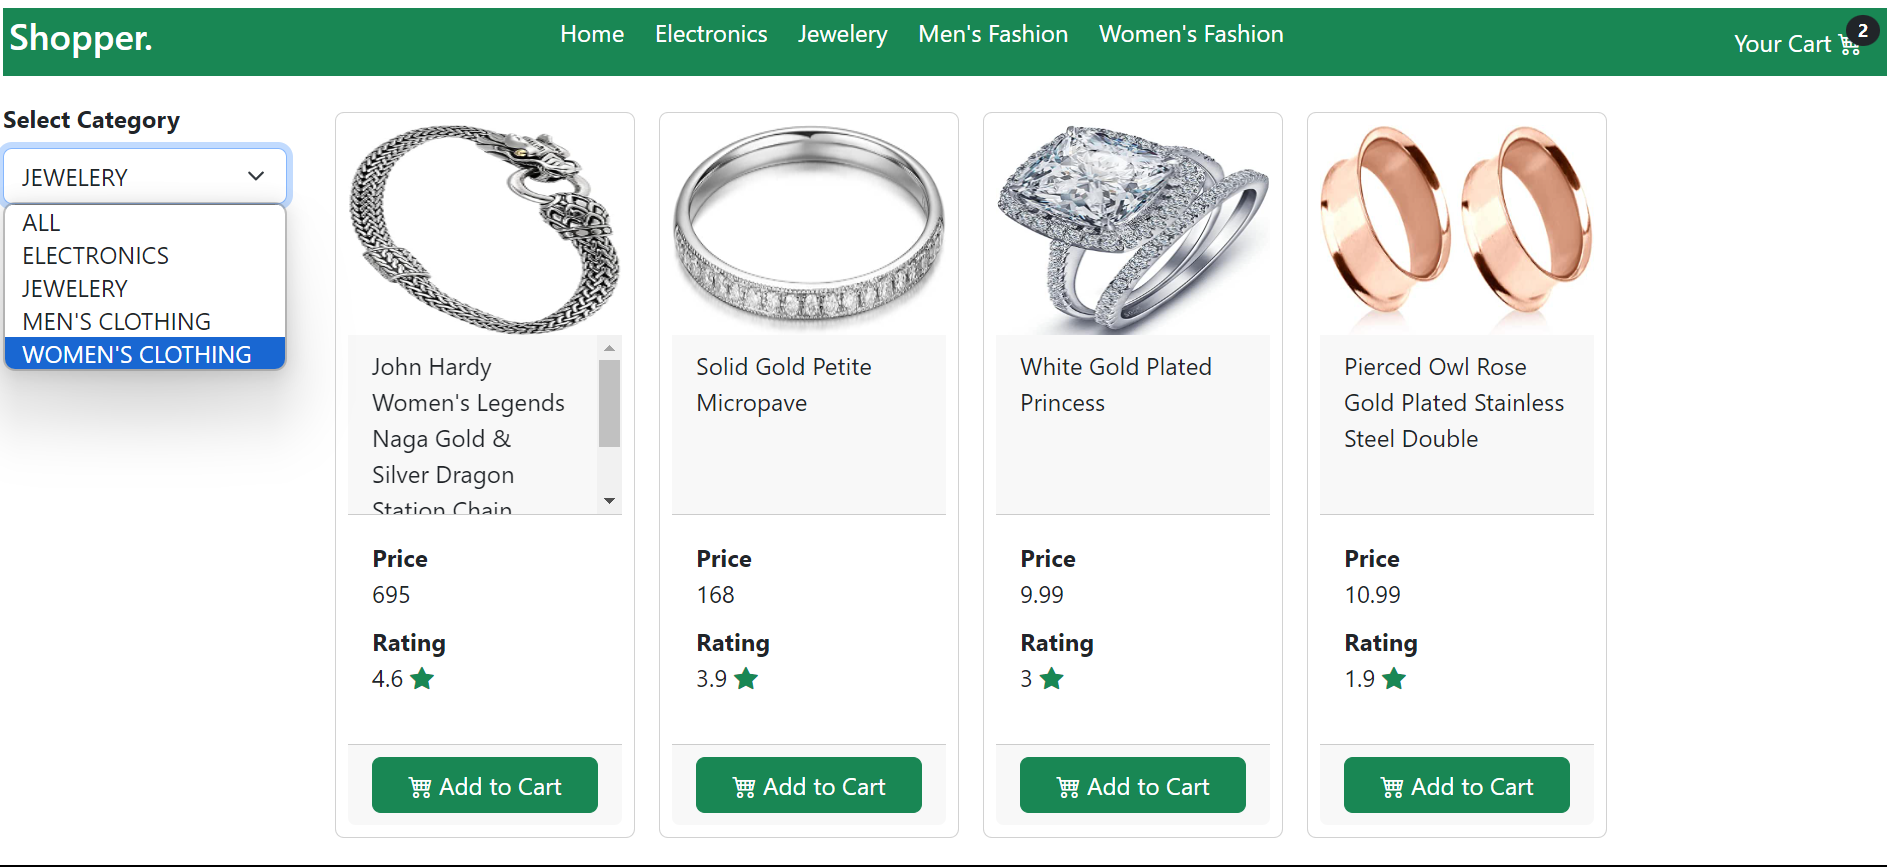 Shopper.
Home Electronics Jewelery Men's Fashion Women's Fashion
Your Cart 2
Select Category
JEWELERY
ALL
ELECTRONICS
JEWELERY
MEN'S CLOTHING
WOMEN'S CLOTHING
John Hardy
Women's Legends
Naga Gold &
Silver Dragon
Station Chain
Price
695
Rating
4.6
Add to Cart
Solid Gold Petite
Micropave
Price
168
Rating
3.9
Add to Cart
White Gold Plated
Princess
Price
9.99
Rating
3
Add to Cart
Pierced Owl Rose
Gold Plated Stainless
Steel Double
Price
10.99
Rating
1.9
Add to Cart